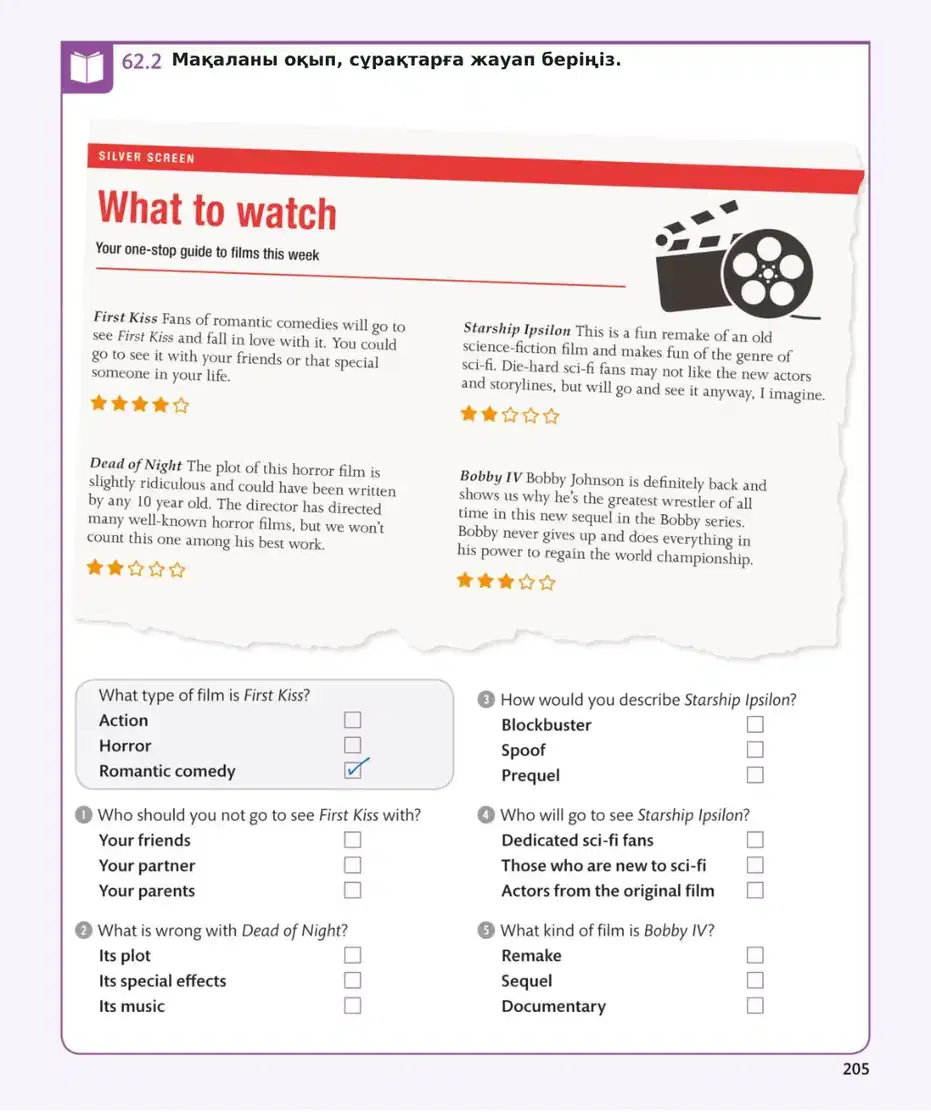 62.2 Мақаланы оқып, сұрақтарға жауап беріңіз.
SILVER SCREEN
What to watch
Your one-stop guide to films this week
First Kiss Fans of romantic comedies will go to
see First Kiss and fall in love with it. You could
go to see it with your friends or that special
someone in your life.
Dead of Night The plot of this horror film is
slightly ridiculous and could have been written
by any 10 year old. The director has directed
many well-known horror films, but we won't
count this one among his best work.
Starship Ipsilon This is a fun remake of an old
science-fiction film and makes fun of the genre of
sci-fi. Die-hard sci-fi fans may not like the new actors
and storylines, but will go and see it anyway, I imagine.
Bobby IV Bobby Johnson is definitely back and
shows us why he's the greatest wrestler of all
time in this new sequel in the Bobby series.
Bobby never gives up and does everything in
his power to regain the world championship.
What type of film is First Kiss?
Action
Horror
Romantic comedy
1 Who should you not go to see First Kiss with?
Your friends
Your partner
Your parents
2 What is wrong with Dead of Night?
Its plot
Its special effects
Its music
3 How would you describe Starship Ipsilon?
Blockbuster
Spoof
Prequel
4 Who will go to see Starship Ipsilon?
Dedicated sci-fi fans
Those who are new to sci-fi
Actors from the original film
5 What kind of film is Bobby IV?
Remake
Sequel
Documentary
205